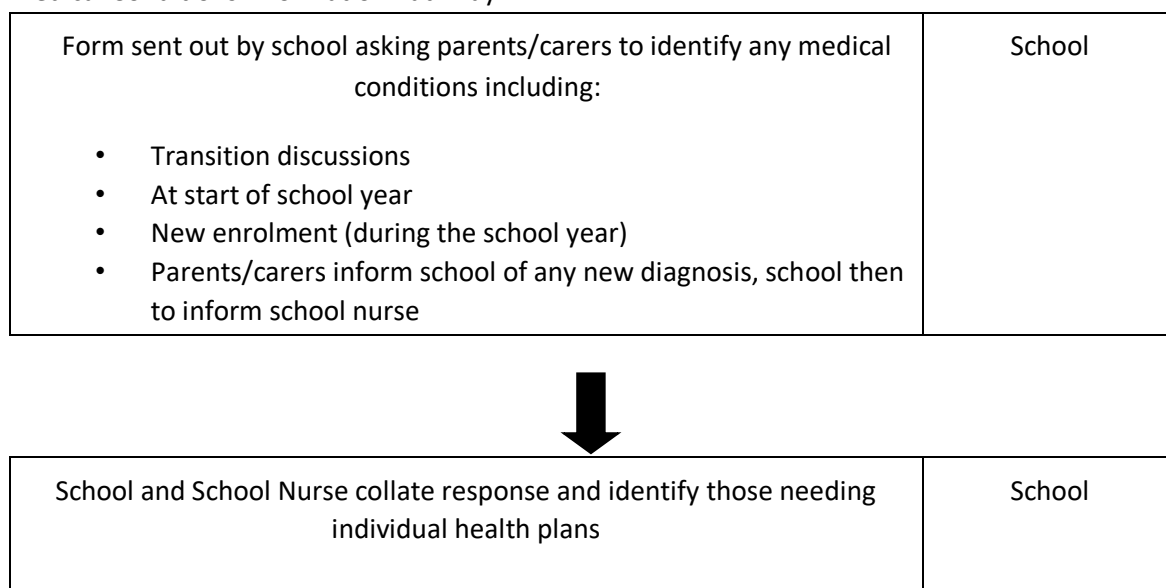 Form sent out by school asking parents/carers to identify any medical School
conditions including:
• Transition discussions
• At start of school year
• New enrolment (during the school year)
• Parents/carers inform school of any new diagnosis, school then
to inform school nurse
School and School Nurse collate response and identify those needing School
individual health plans